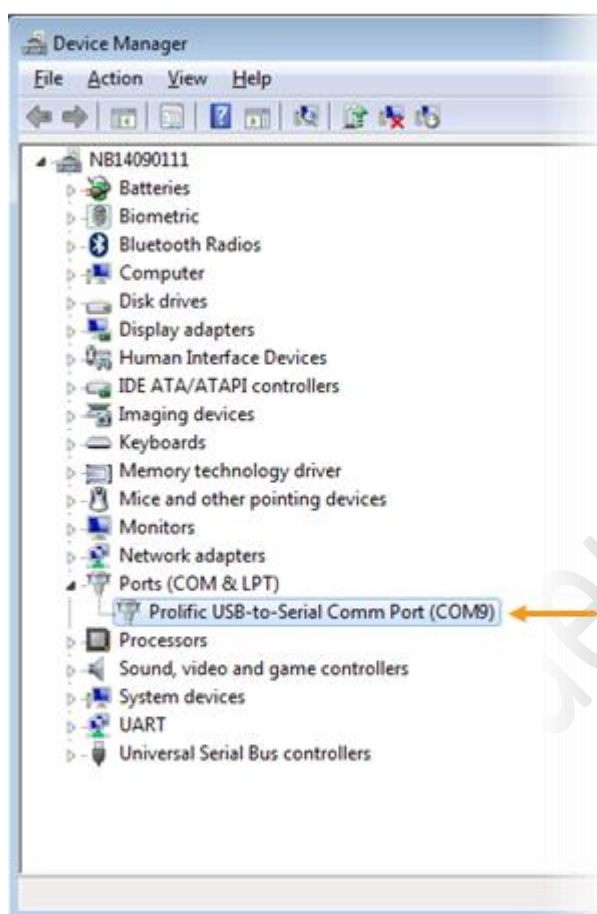 Device Manager
File Action View Help
NB14090111
Batteries
Biometric
Bluetooth Radios
Computer
Disk drives
Display adapters
Human Interface Devices
IDE ATA/ATAPI controllers
Imaging devices
Keyboards
Memory technology driver
Mice and other pointing devices
Monitors
Network adapters
Ports (COM & LPT)
Prolific USB-to-Serial Comm Port (COM9)
Processors
Sound, video and game controllers
System devices
UART
Universal Serial Bus controllers